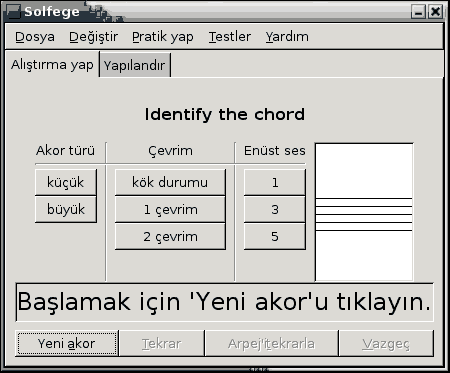 Solfege
Dosya Değiştir Pratik yap Testler Yardım
Alıştırma yap Yapılandır
Identify the chord
Akor türü Çevrim Enüst ses
küçük kök durumu 1
büyük 1 çevrim 3
2 çevrim 5
Başlamak için 'Yeni akor'u tıklayın.
Yeni akor Tekrar Arpej'i tekrarla Vazgeç